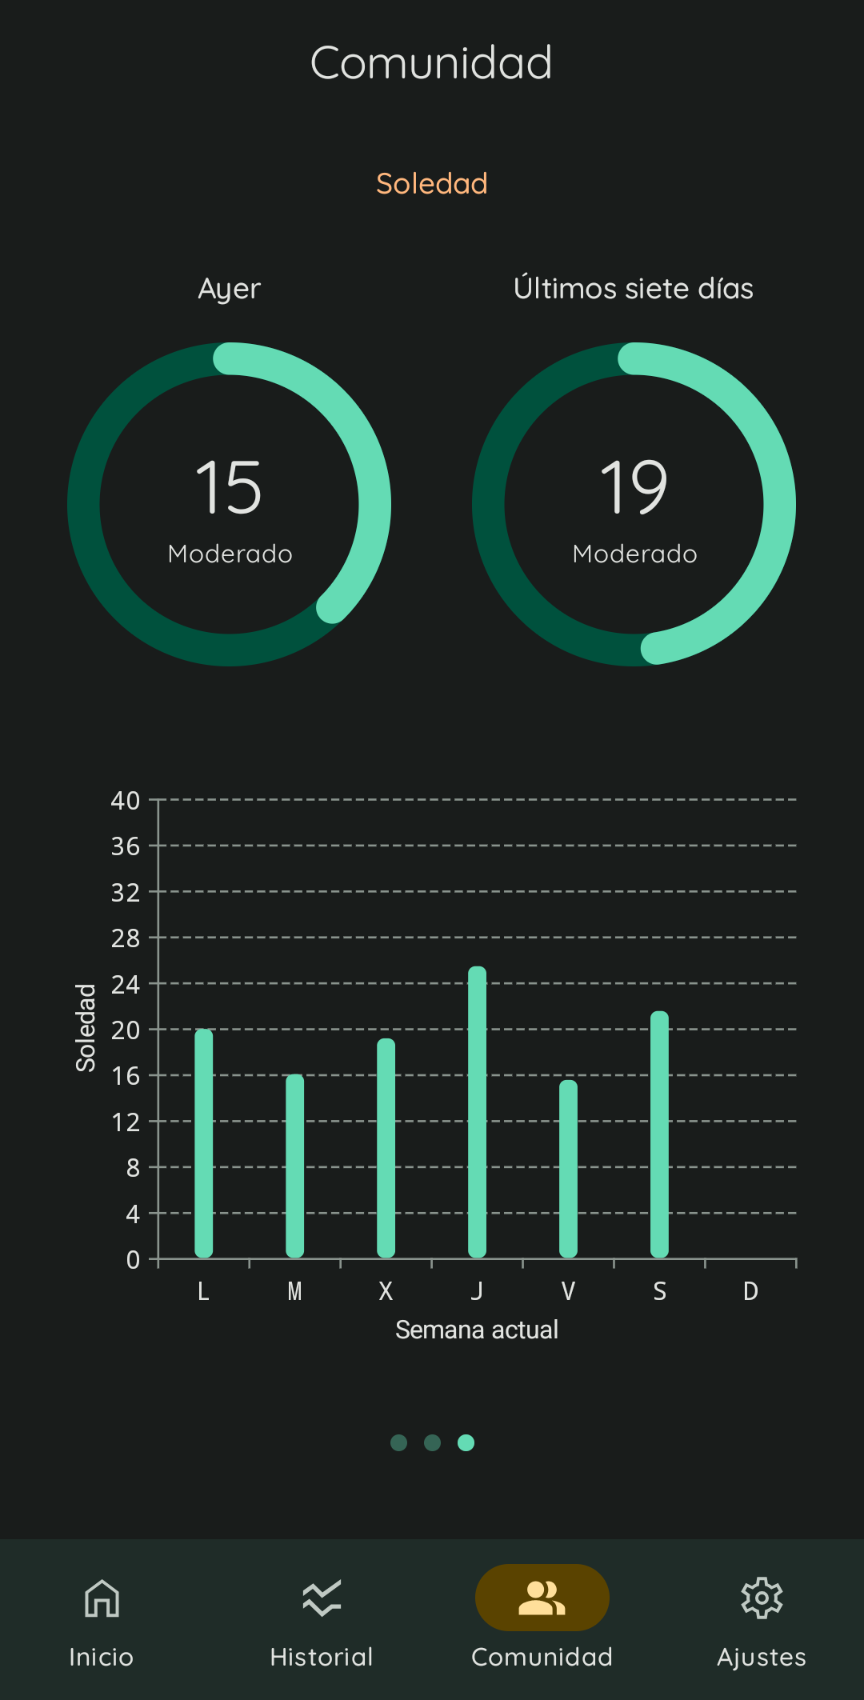 Comunidad
Soledad
Ayer
Últimos siete días
15
Moderado
19
Moderado
40
36
32
28
24
20
16
12
8
4
0
Soledad
L M X J V S D
Semana actual
Inicio
Historial
Comunidad
Ajustes